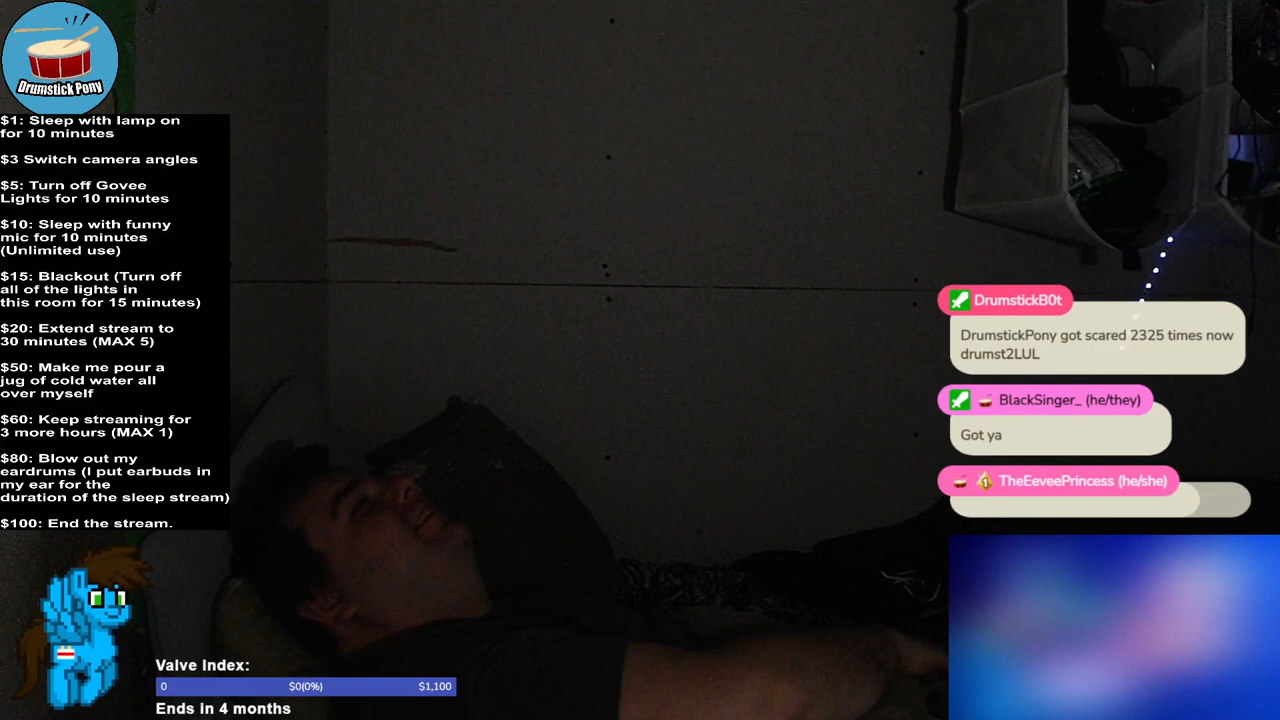 Drumstick Pony
$1: Sleep with lamp on
for 10 minutes
$3 Switch camera angles
$5: Turn off Govee
Lights for 10 minutes
$10: Sleep with funny
mic for 10 minutes
(Unlimited use)
$15: Blackout (Turn off
all of the lights in
this room for 15 minutes)
$20: Extend stream to
30 minutes (MAX 5)
$50: Make me pour a
jug of cold water all
over myself
$60: Keep streaming for
3 more hours (MAX 1)
$80: Blow out my
eardrums (I put earbuds in
my ear for the
duration of the sleep stream)
$100: End the stream.
DrumstickB0t
DrumstickPony got scared 2325 times now
drumst2LUL
BlackSinger_ (he/they)
Got ya
1 TheEeveePrincess (he/she)
Valve Index:
0 $0(0%) $1,100
Ends in 4 months